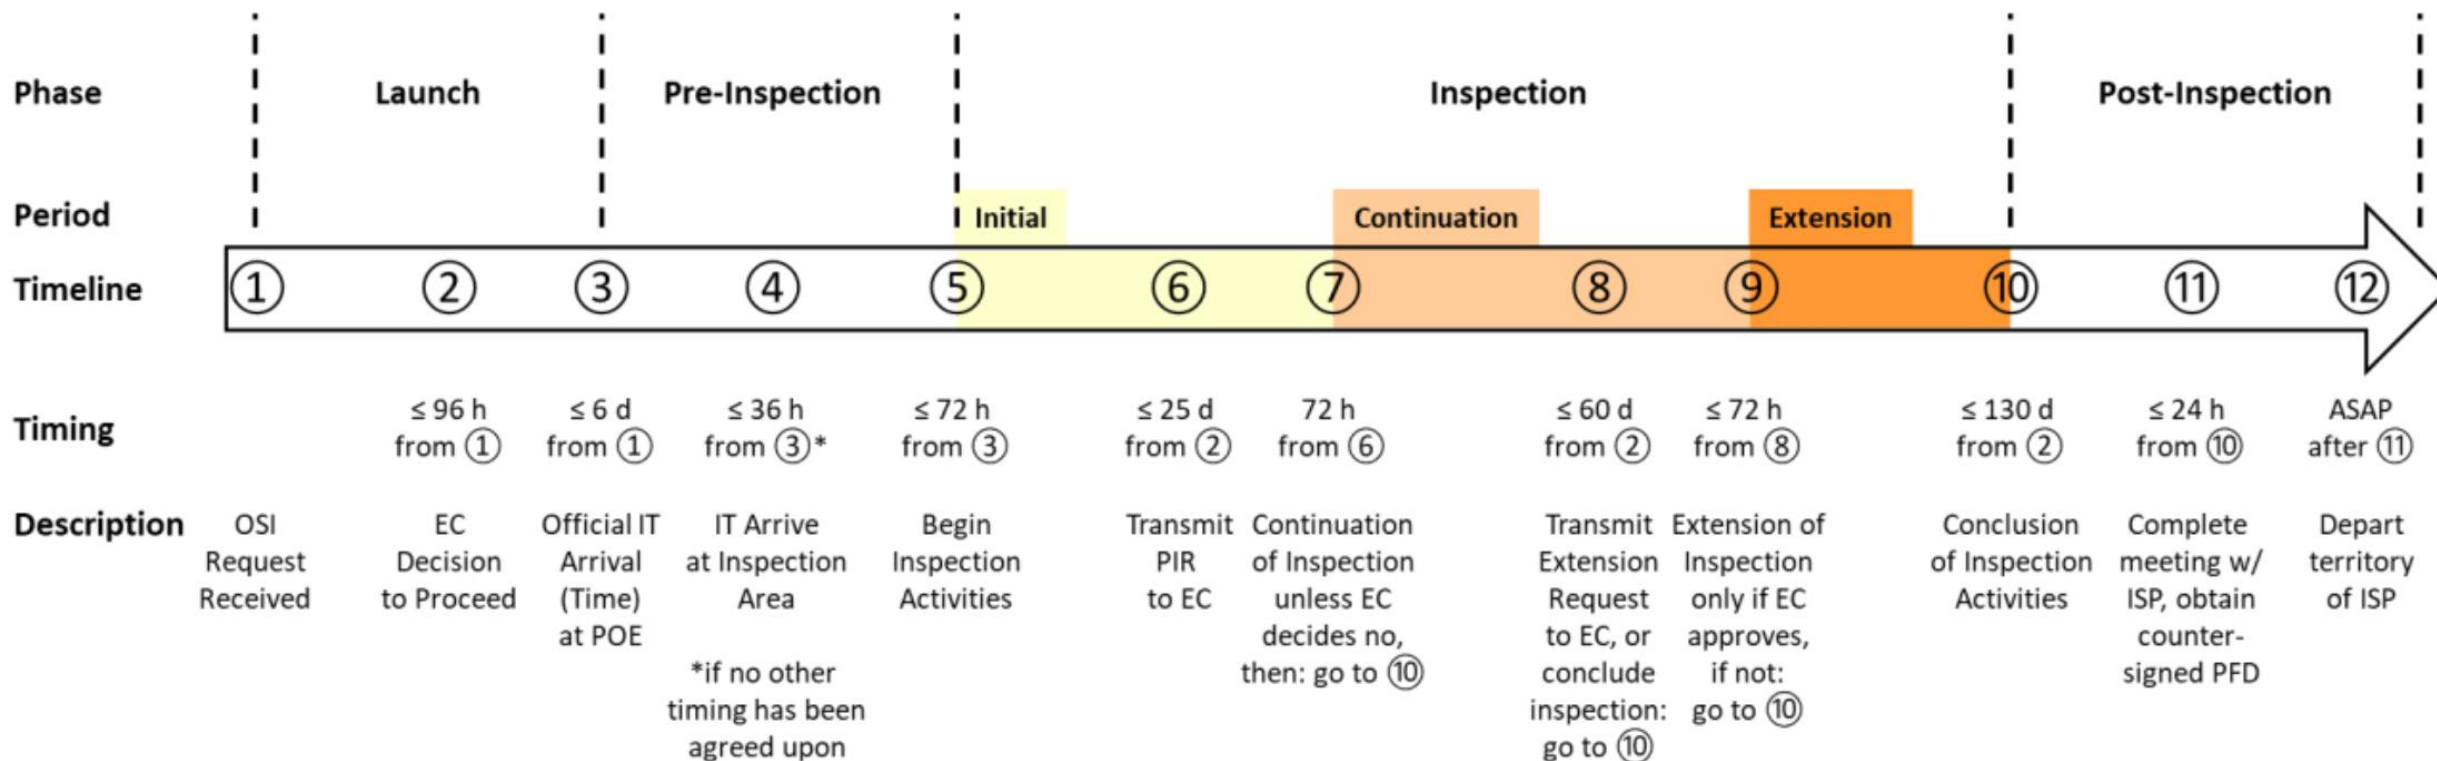 Phase Launch Pre-Inspection Inspection Post-Inspection
Period Initial Continuation Extension
Timeline ① ② ③ ④ ⑤ ⑥ ⑦ ⑧ ⑨ ⑩ ⑪ ⑫
Timing
≤ 96 h
from ①
≤ 6 d
from ①
≤ 36 h
from ③*
≤ 72 h
from ③
≤ 25 d
from ②
72 h
from ⑥
≤ 60 d
from ②
≤ 72 h
from ⑧
≤ 130 d
from ②
≤ 24 h
from ⑩
ASAP
after ⑪
Description
OSI
Request
Received
EC
Decision
to Proceed
Official IT
Arrival
(Time)
at POE
IT Arrive
at Inspection
Area
*if no other
timing has been
agreed upon
Begin
Inspection
Activities
Transmit
PIR
to EC
Continuation
of Inspection
unless EC
decides no,
then: go to ⑩
Transmit
Extension
Request
to EC, or
conclude
inspection:
go to ⑩
Extension of
Inspection
only if EC
approves,
if not:
go to ⑩
Conclusion
of Inspection
Activities
Complete
meeting w/
ISP, obtain
counter-
signed PFD
Depart
territory
of ISP